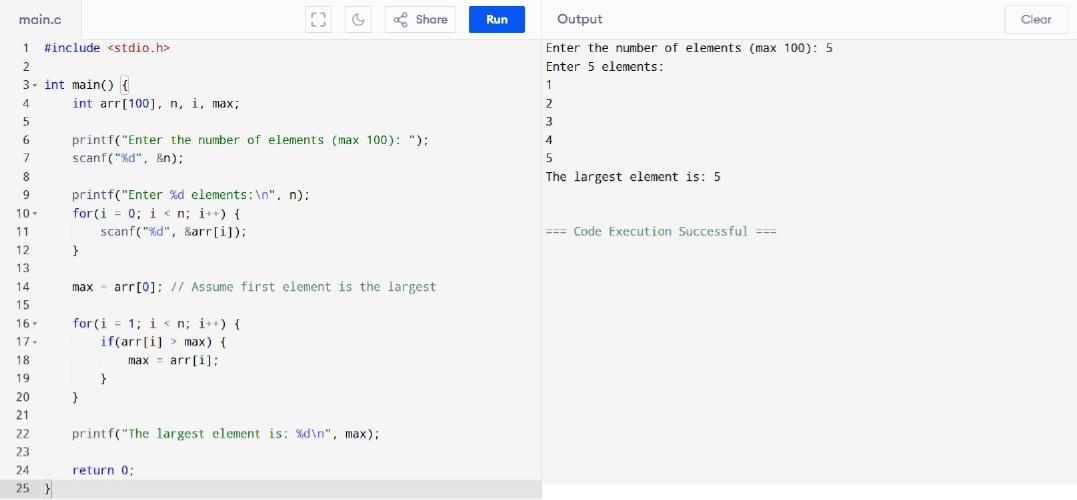 main.c
Share
Run
Output
Clear
1 #include <stdio.h>
2
3 int main() {
4     int arr[100], n, i, max;
5
6     printf("Enter the number of elements (max 100): ");
7     scanf("%d", &n);
8
9     printf("Enter %d elements:\n", n);
10     for(i = 0; i < n; i++) {
11         scanf("%d", &arr[i]);
12     }
13
14     max = arr[0]; // Assume first element is the largest
15
16     for(i = 1; i < n; i++) {
17         if(arr[i] > max) {
18             max = arr[i];
19         }
20     }
21
22     printf("The largest element is: %d\n", max);
23
24     return 0;
25 }
Enter the number of elements (max 100): 5
Enter 5 elements:
1
2
3
4
5
The largest element is: 5
=== Code Execution Successful ===